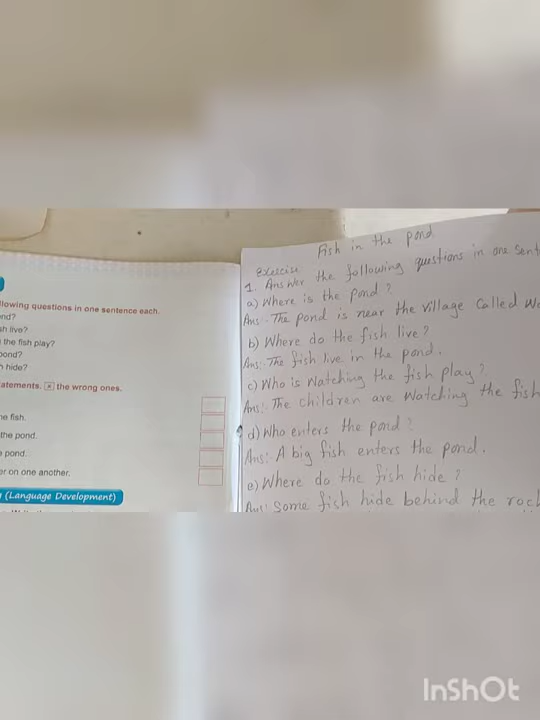 llowing questions in one sentence each.
nd?
sh live?
the fish play?
pond?
n hide?
atements. × the wrong ones.
he fish.
the pond.
e pond.
er on one another.
(Language Development)
Fish in the pond
Exercise
1. Answer the following questions in one sent
a) Where is the pond?
Ans:- The pond is near the village called W
b) Where do the fish live?
Ans:- The fish live in the pond.
c) Who is watching the fish play?
Ans:- The children are watching the fish
d) Who enters the pond?
Ans:- A big fish enters the pond.
e) Where do the fish hide?
Ans:- Some fish hide behind the rock
InShOt